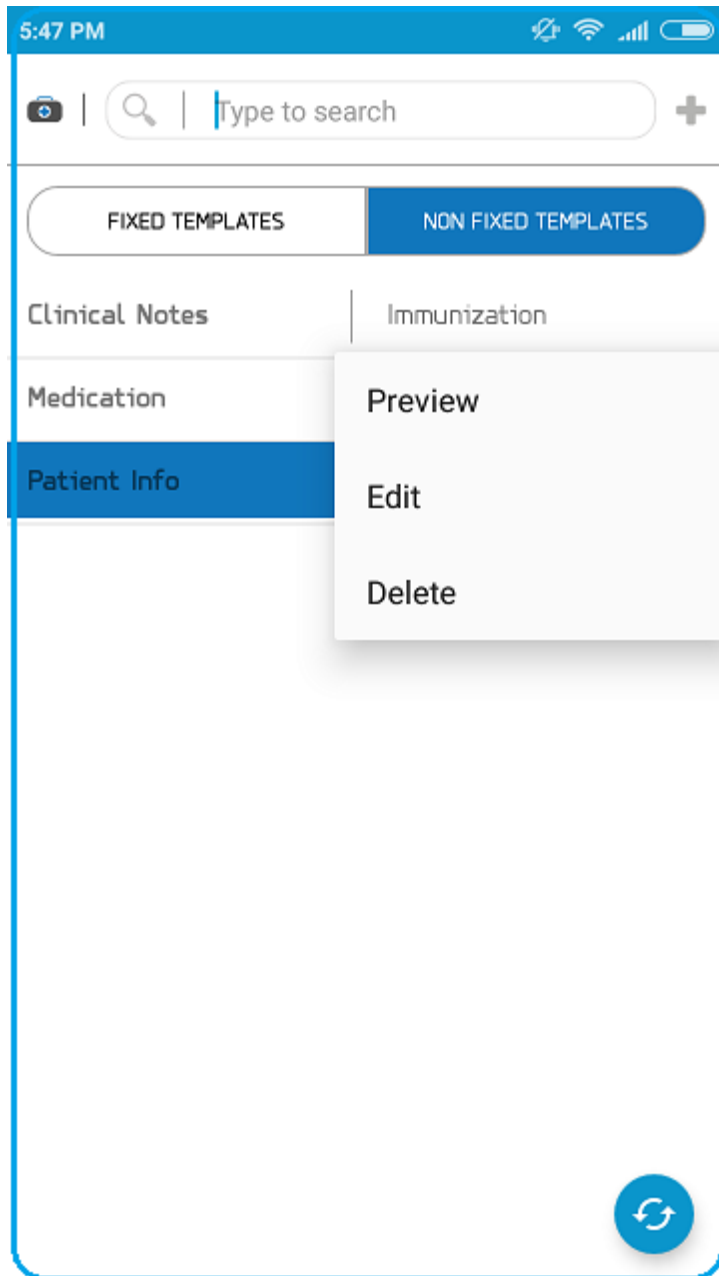 5:47 PM
Type to search
FIXED TEMPLATES
NON FIXED TEMPLATES
Clinical Notes
Immunization
Medication
Preview
Patient Info
Edit
Delete